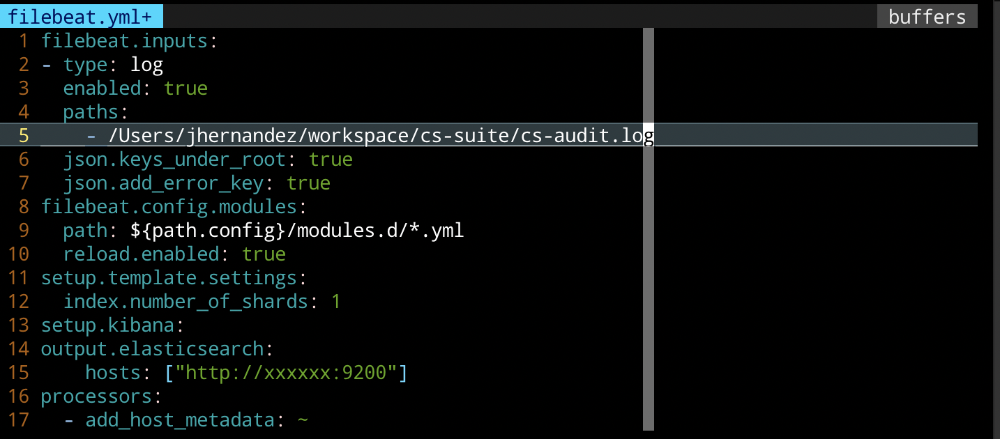 filebeat.yml+ buffers
1 filebeat.inputs:
2 - type: log
3   enabled: true
4   paths:
5     - /Users/jhernandez/workspace/cs-suite/cs-audit.log
6   json.keys_under_root: true
7   json.add_error_key: true
8 filebeat.config.modules:
9   path: ${path.config}/modules.d/*.yml
10   reload.enabled: true
11 setup.template.settings:
12   index.number_of_shards: 1
13 setup.kibana:
14 output.elasticsearch:
15     hosts: ["http://xxxxxx:9200"]
16 processors:
17   - add_host_metadata: ~